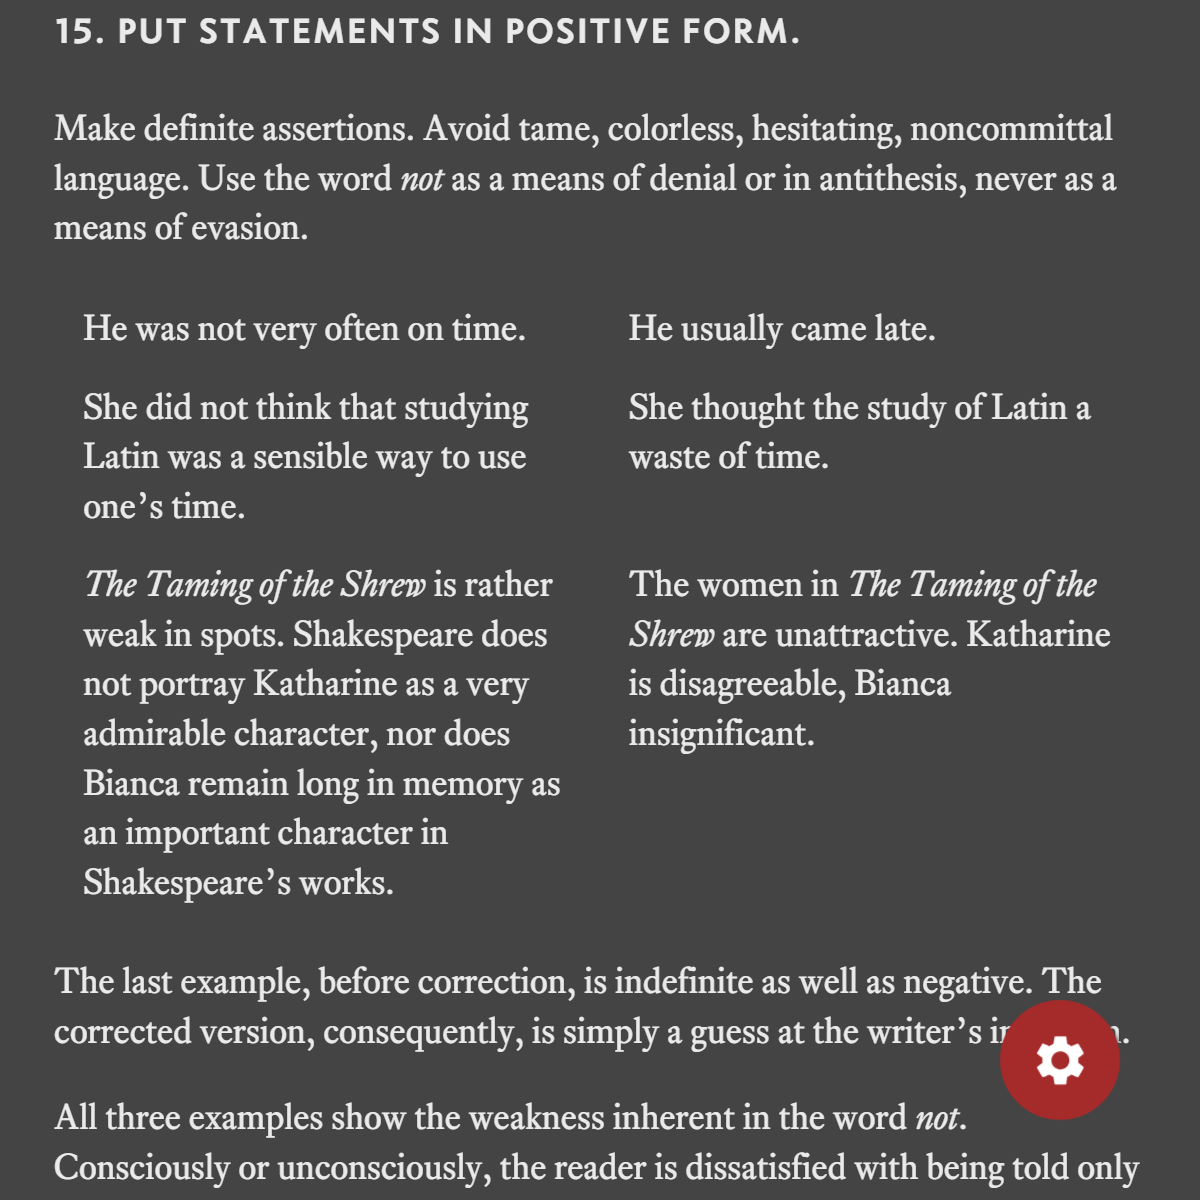 15. PUT STATEMENTS IN POSITIVE FORM.
Make definite assertions. Avoid tame, colorless, hesitating, noncommittal
language. Use the word not as a means of denial or in antithesis, never as a
means of evasion.
He was not very often on time.
He usually came late.
She did not think that studying
Latin was a sensible way to use
one’s time.
She thought the study of Latin a
waste of time.
The Taming of the Shrew is rather
weak in spots. Shakespeare does
not portray Katharine as a very
admirable character, nor does
Bianca remain long in memory as
an important character in
Shakespeare’s works.
The women in The Taming of the
Shrew are unattractive. Katharine
is disagreeable, Bianca
insignificant.
The last example, before correction, is indefinite as well as negative. The
corrected version, consequently, is simply a guess at the writer’s
All three examples show the weakness inherent in the word not.
Consciously or unconsciously, the reader is dissatisfied with being told only